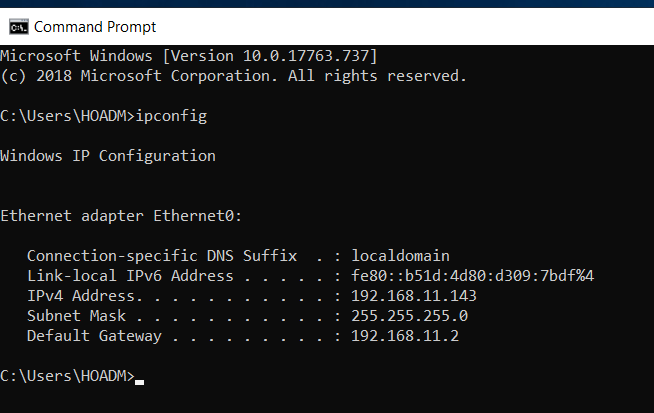 Command Prompt
Microsoft Windows [Version 10.0.17763.737]
(c) 2018 Microsoft Corporation. All rights reserved.
C:\Users\HOADM>ipconfig
Windows IP Configuration
Ethernet adapter Ethernet0:
Connection-specific DNS Suffix  . : localdomain
Link-local IPv6 Address . . . . . : fe80::b51d:4d80:d309:7bdf%4
IPv4 Address. . . . . . . . . . . : 192.168.11.143
Subnet Mask . . . . . . . . . . . : 255.255.255.0
Default Gateway . . . . . . . . . : 192.168.11.2
C:\Users\HOADM>